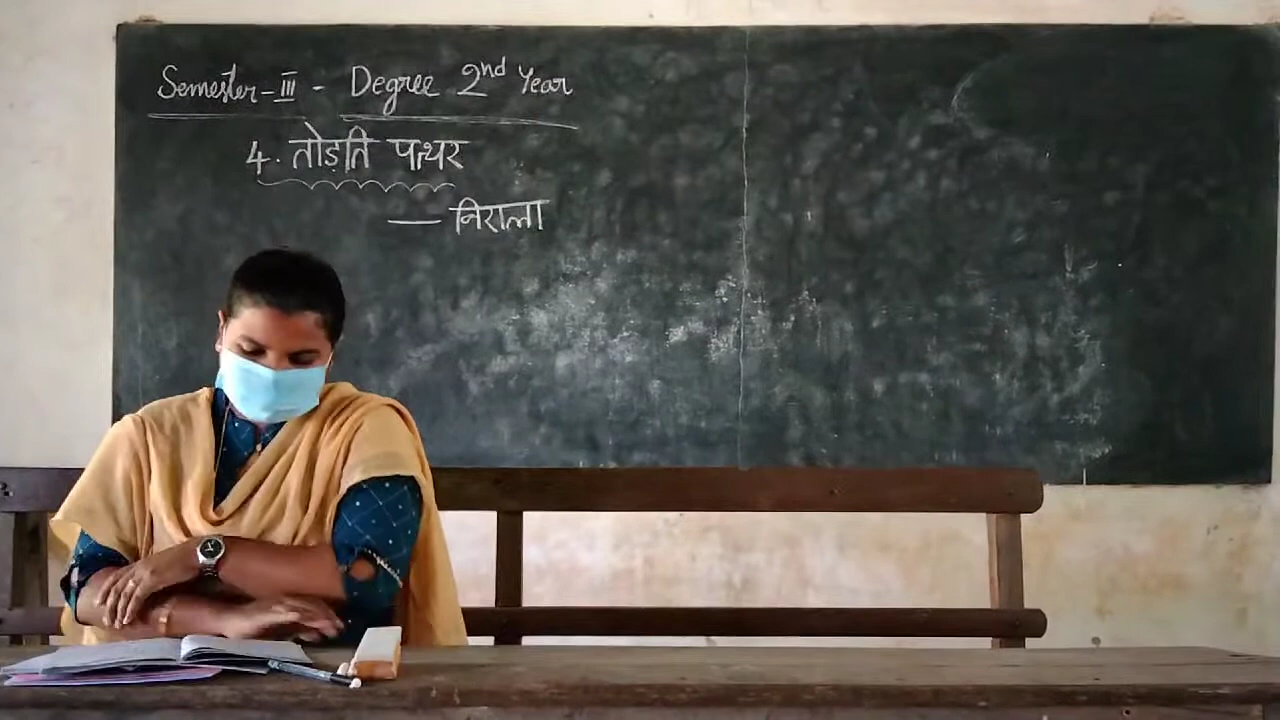 Semester-III - Degree 2nd Year
4. तोड़ति पत्थर
— निराला